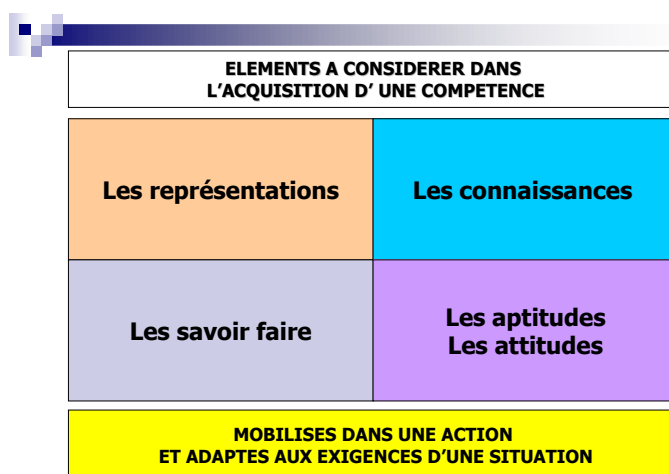 ELEMENTS A CONSIDERER DANS
L'ACQUISITION D' UNE COMPETENCE
Les représentations
Les connaissances
Les savoir faire
Les aptitudes
Les attitudes
MOBILISES DANS UNE ACTION
ET ADAPTES AUX EXIGENCES D'UNE SITUATION